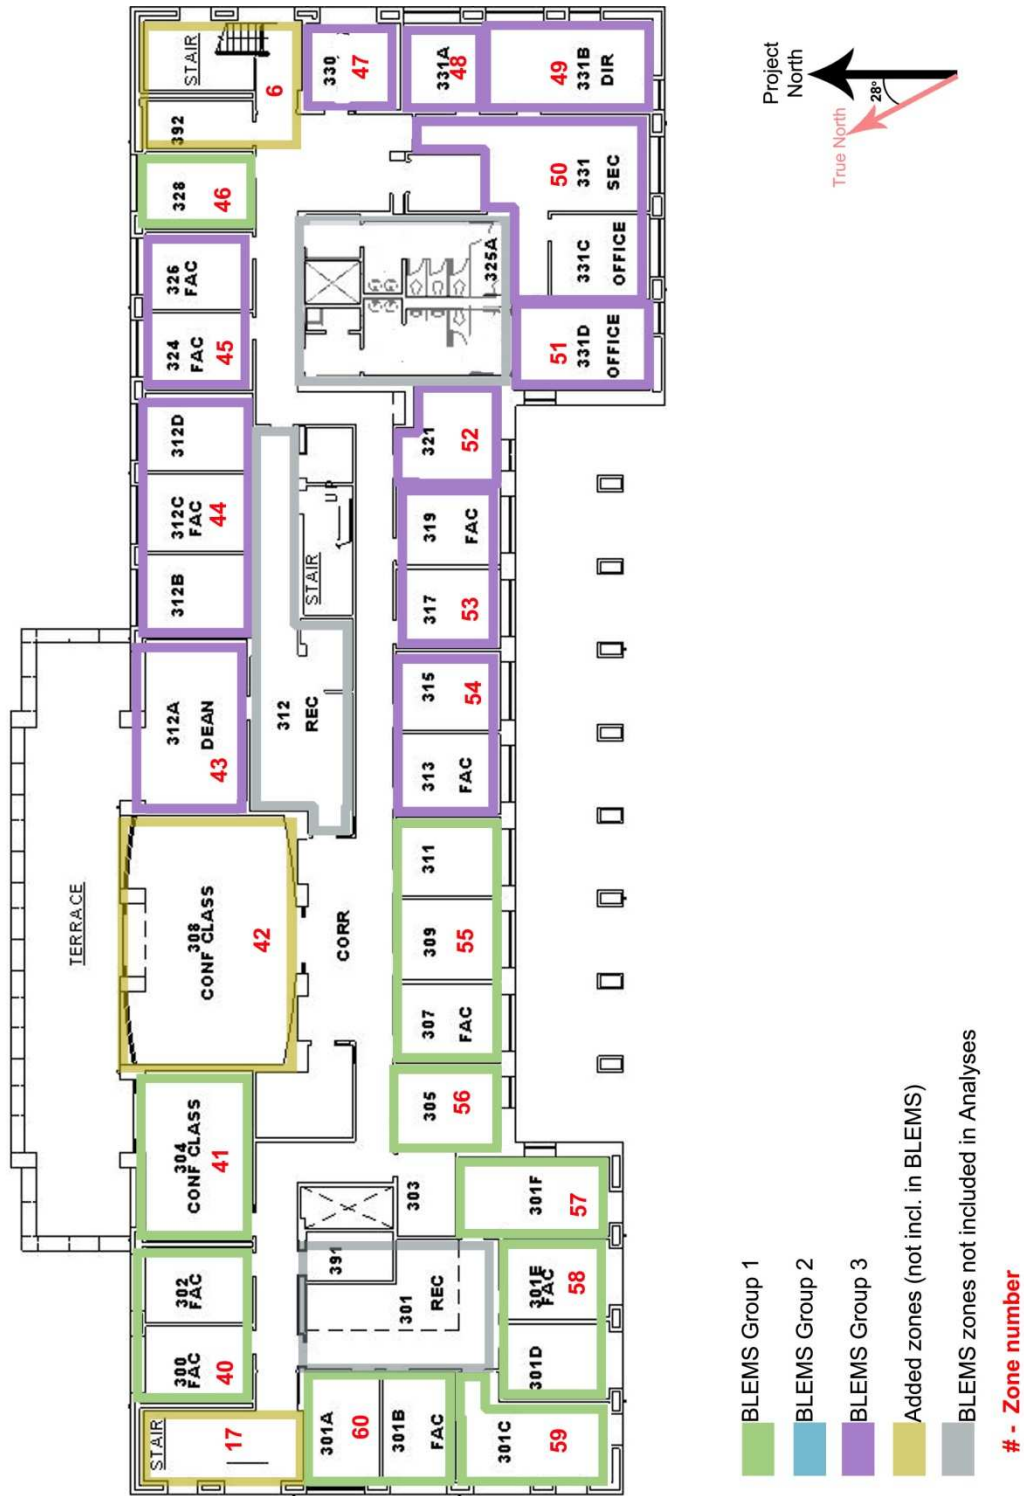 STAIR
392
328
46
326
FAC
324
FAC
45
312D
312C
FAC
44
312B
312A
DEAN
43
TERRACE
308
CONF CLASS
42
304
CONF CLASS
41
302
FAC
300
FAC
40
STAIR
17
330
47
331A
48
49
331B
DIR
50
331
SEC
331C
OFFICE
51
331D
OFFICE
325A
UP
STAIR
312
REC
CORR
321
52
319
FAC
317
53
315
54
313
FAC
311
309
55
307
FAC
305
56
303
391
301
REC
301F
57
301E
FAC
58
301D
301C
59
301A
60
301B
FAC
Project
North
True North
28°
BLEMS Group 1
BLEMS Group 2
BLEMS Group 3
Added zones (not incl. in BLEMS)
BLEMS zones not included in Analyses
# - Zone number